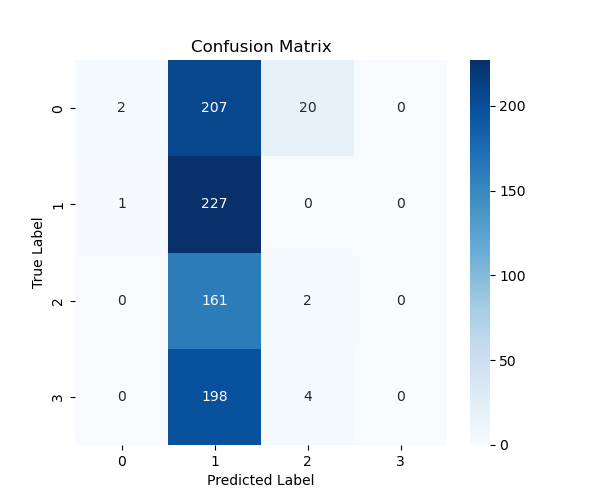 Confusion Matrix
True Label
0 2 207 20 0
1 1 227 0 0
2 0 161 2 0
3 0 198 4 0
0 1 2 3
Predicted Label
200
150
100
50
0